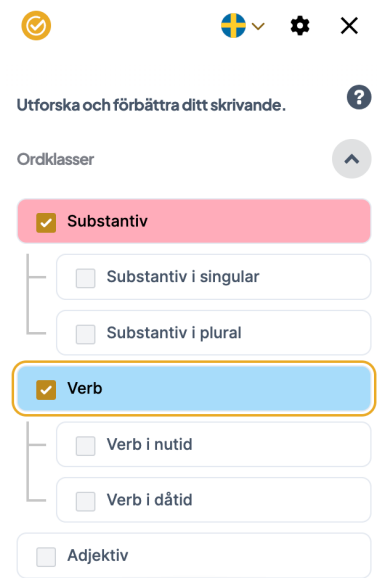 Utforska och förbättra ditt skrivande.
?
Ordklasser
Substantiv
Substantiv i singular
Substantiv i plural
Verb
Verb i nutid
Verb i dåtid
Adjektiv